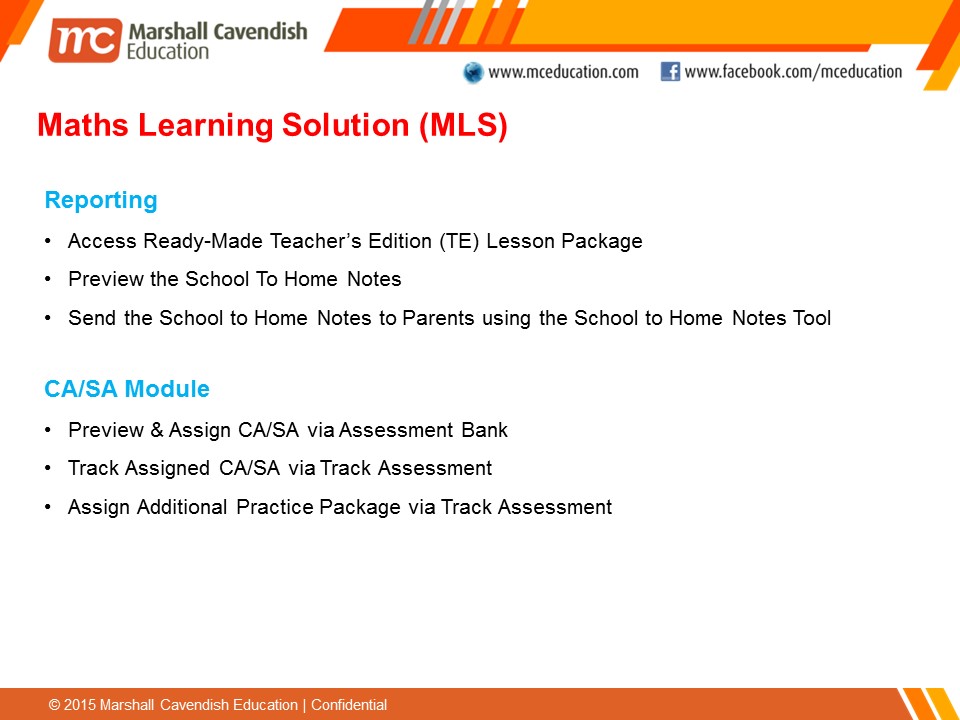 mc Marshall Cavendish
Education
www.mceducation.com
www.facebook.com/mceducation
Maths Learning Solution (MLS)
Reporting
• Access Ready-Made Teacher’s Edition (TE) Lesson Package
• Preview the School To Home Notes
• Send the School to Home Notes to Parents using the School to Home Notes Tool
CA/SA Module
• Preview & Assign CA/SA via Assessment Bank
• Track Assigned CA/SA via Track Assessment
• Assign Additional Practice Package via Track Assessment
© 2015 Marshall Cavendish Education | Confidential